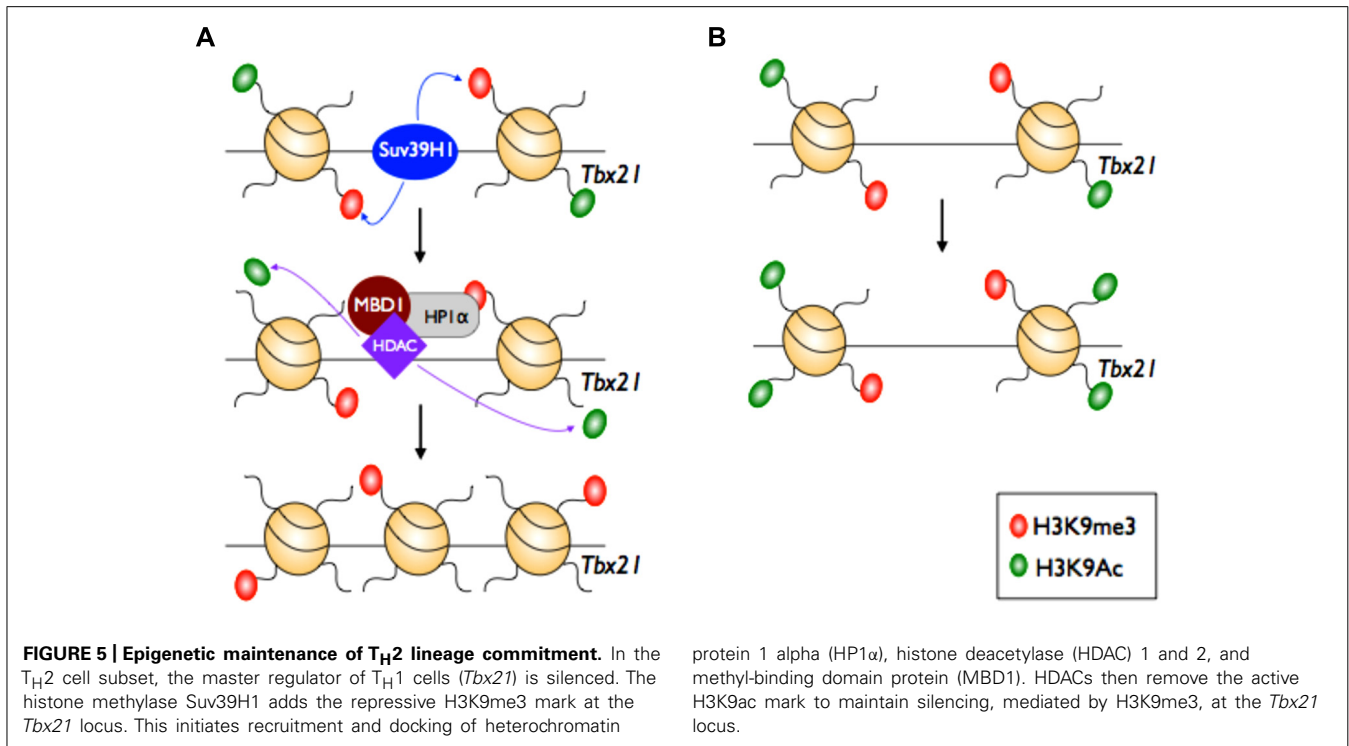 A
Suv39H1
Tbx21
MBD1
HP1α
HDAC
Tbx21
Tbx21
B
Tbx21
Tbx21
H3K9me3
H3K9Ac
FIGURE 5 | Epigenetic maintenance of TH2 lineage commitment. In the
TH2 cell subset, the master regulator of TH1 cells (Tbx21) is silenced. The
histone methylase Suv39H1 adds the repressive H3K9me3 mark at the
Tbx21 locus. This initiates recruitment and docking of heterochromatin
protein 1 alpha (HP1α), histone deacetylase (HDAC) 1 and 2, and
methyl-binding domain protein (MBD1). HDACs then remove the active
H3K9ac mark to maintain silencing, mediated by H3K9me3, at the Tbx21
locus.